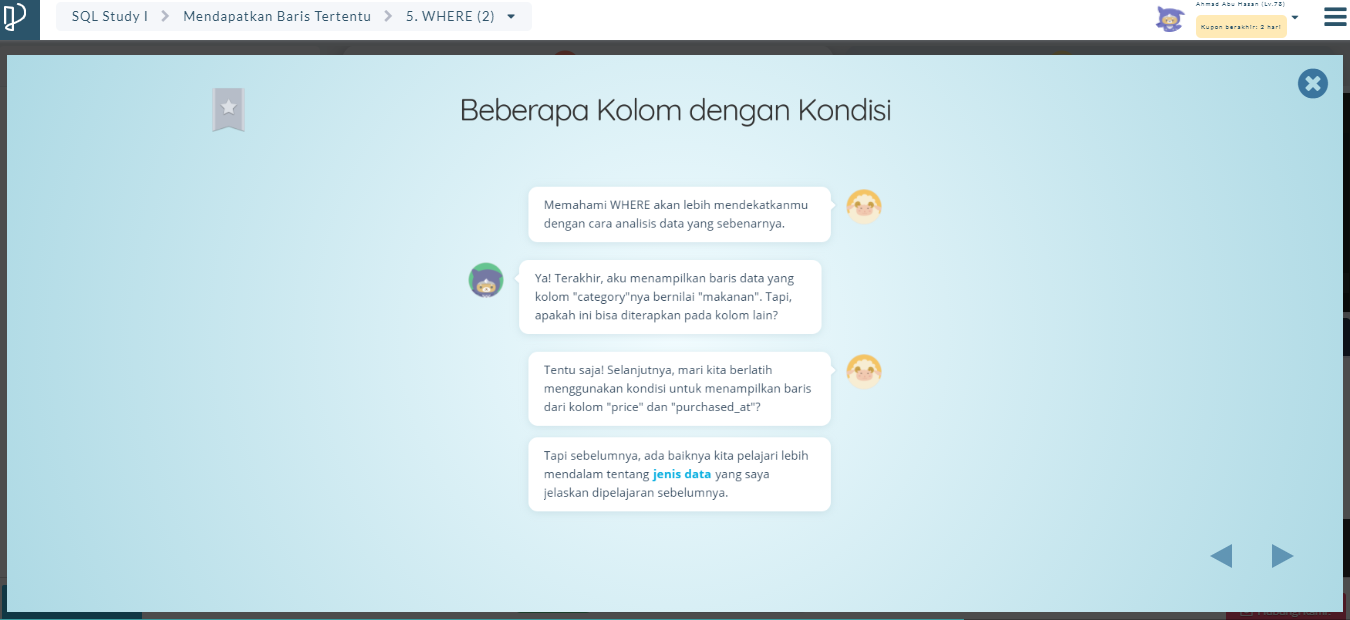 SQL Study I
Mendapatkan Baris Tertentu
5. WHERE (2)
Ahmad Abu Hasan (Lv.78)
Kupon berakhir: 2 hari
Beberapa Kolom dengan Kondisi
Memahami WHERE akan lebih mendekatkanmu
dengan cara analisis data yang sebenarnya.
Ya! Terakhir, aku menampilkan baris data yang
kolom "category"nya bernilai "makanan". Tapi,
apakah ini bisa diterapkan pada kolom lain?
Tentu saja! Selanjutnya, mari kita berlatih
menggunakan kondisi untuk menampilkan baris
dari kolom "price" dan "purchased_at"?
Tapi sebelumnya, ada baiknya kita pelajari lebih
mendalam tentang jenis data yang saya
jelaskan dipelajaran sebelumnya.